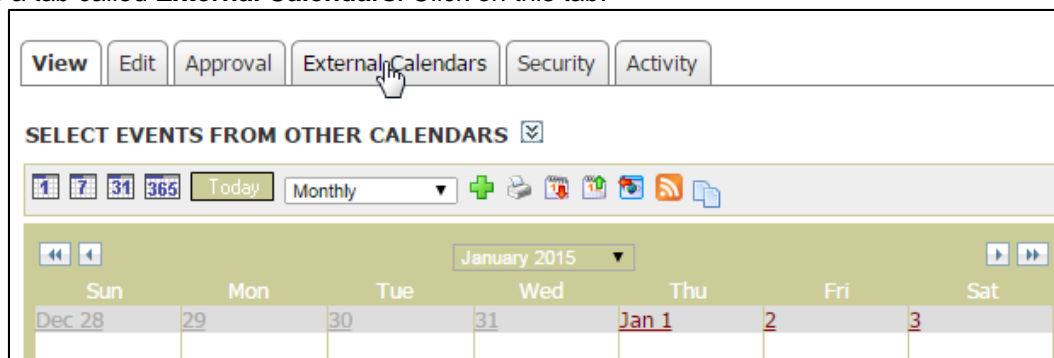 a tab called External Calendars. Click on this tab.
View Edit Approval External Calendars Security Activity
SELECT EVENTS FROM OTHER CALENDARS
1 7 31 365 Today Monthly
January 2015
Sun Mon Tue Wed Thu Fri Sat
Dec 28 29 30 31 Jan 1 2 3